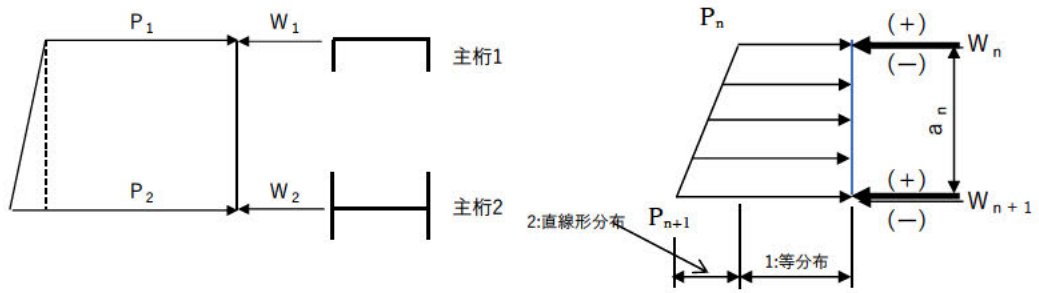 P1
W1
主桁1
P2
W2
主桁2
Pn
(+)
Wn
(−)
an
(+)
Wn+1
(−)
Pn+1
2:直線形分布
1:等分布